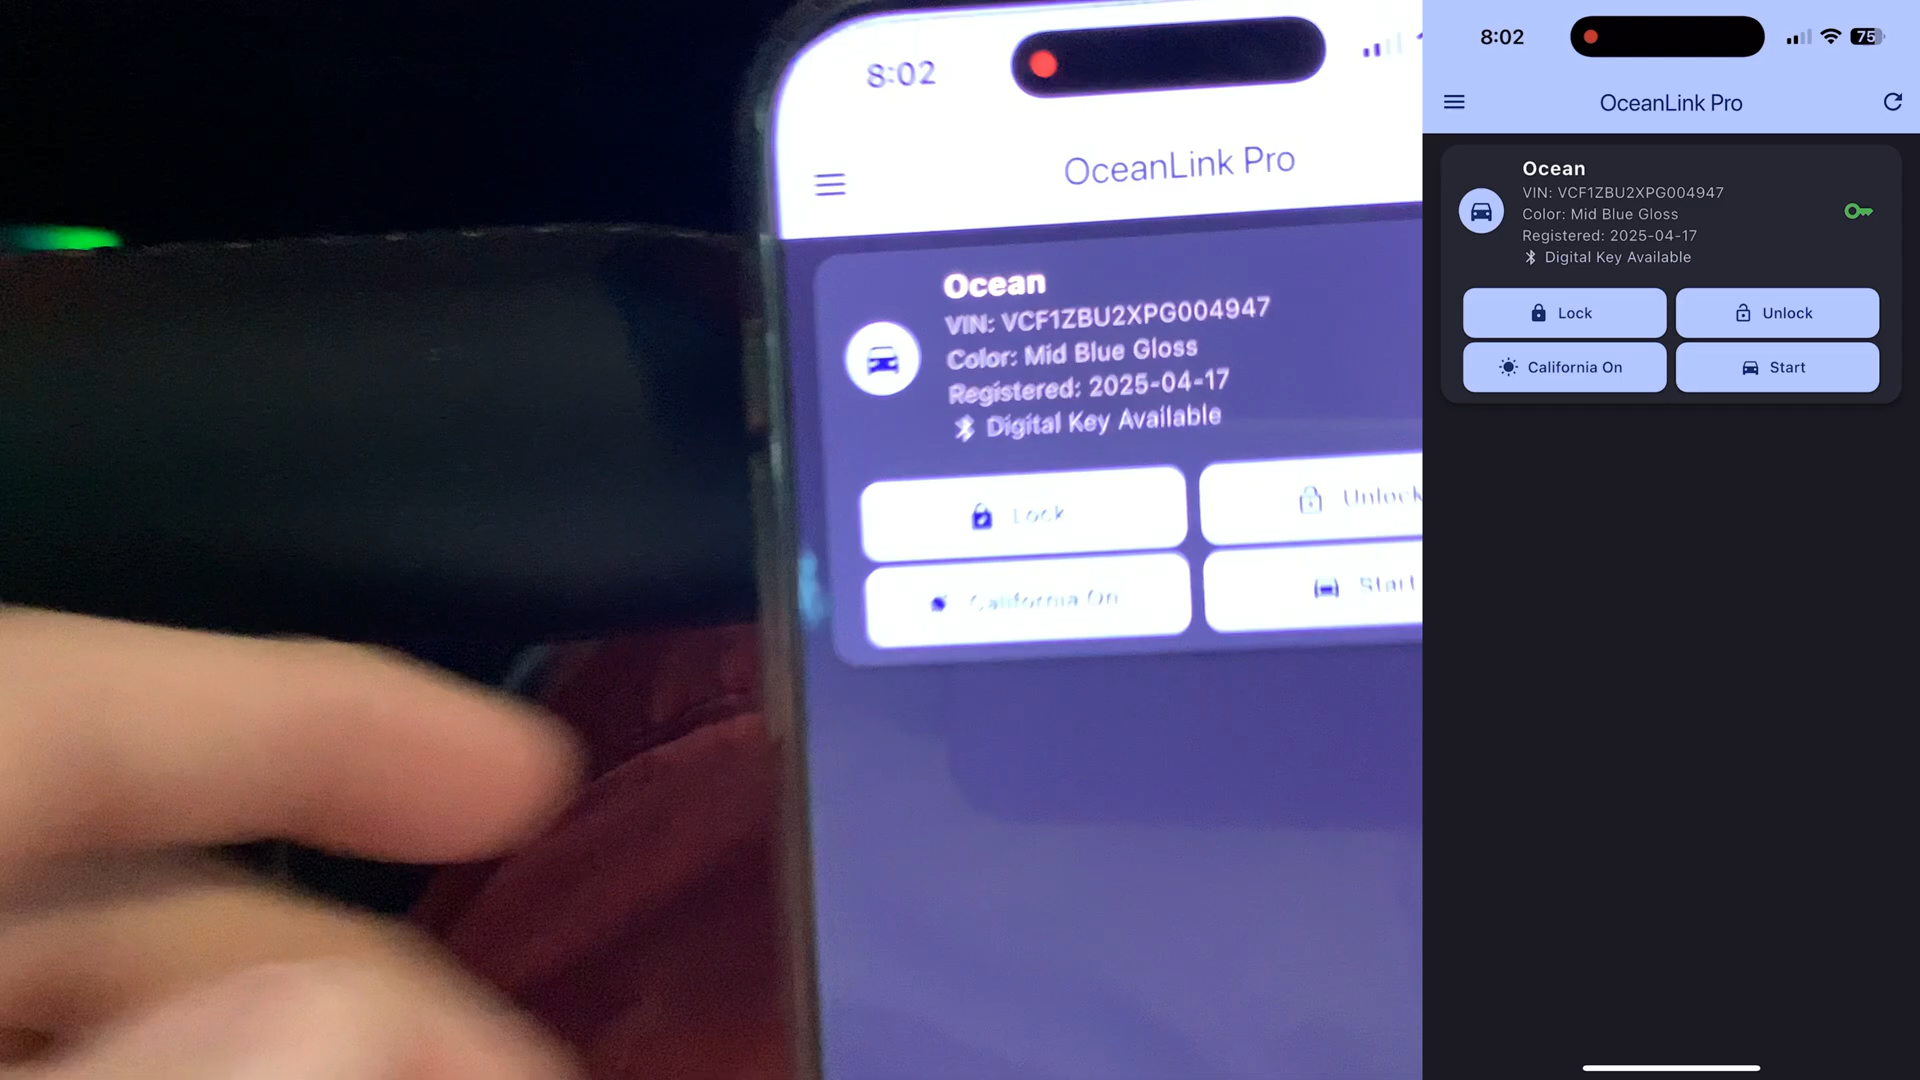 8:02
OceanLink Pro
Ocean
VIN: VCF1ZBU2XPG004947
Color: Mid Blue Gloss
Registered: 2025-04-17
Digital Key Available
Lock
Unlock
California On
Start
8:02
75
OceanLink Pro
Ocean
VIN: VCF1ZBU2XPG004947
Color: Mid Blue Gloss
Registered: 2025-04-17
Digital Key Available
Lock
Unlock
California On
Start